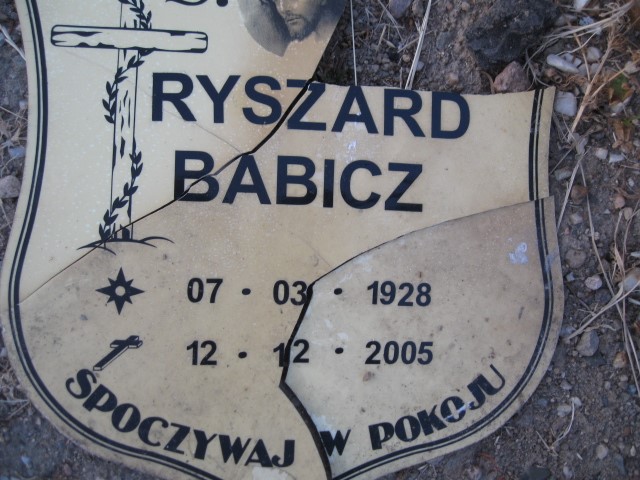 Ś.
RYSZARD
BABICZ
07 • 03 • 1928
12 • 12 • 2005
SPOCZYWAJ W POKOJU